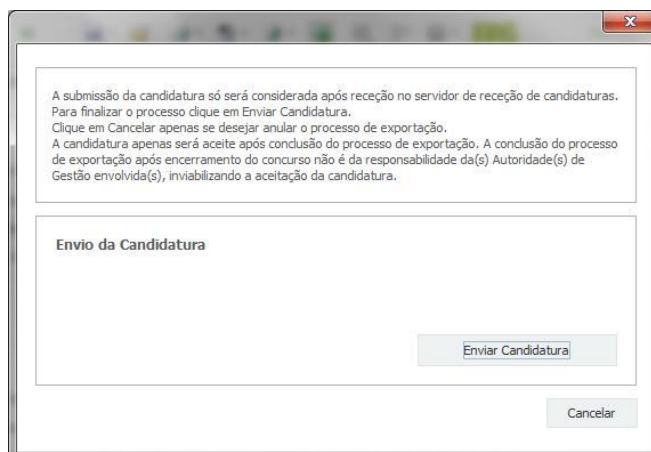 A submissão da candidatura só será considerada após receção no servidor de receção de candidaturas.
Para finalizar o processo clique em Enviar Candidatura.
Clique em Cancelar apenas se desejar anular o processo de exportação.
A candidatura apenas será aceite após conclusão do processo de exportação. A conclusão do processo
de exportação após encerramento do concurso não é da responsabilidade da(s) Autoridade(s) de
Gestão envolvida(s), inviabilizando a aceitação da candidatura.
Envio da Candidatura
Enviar Candidatura
Cancelar